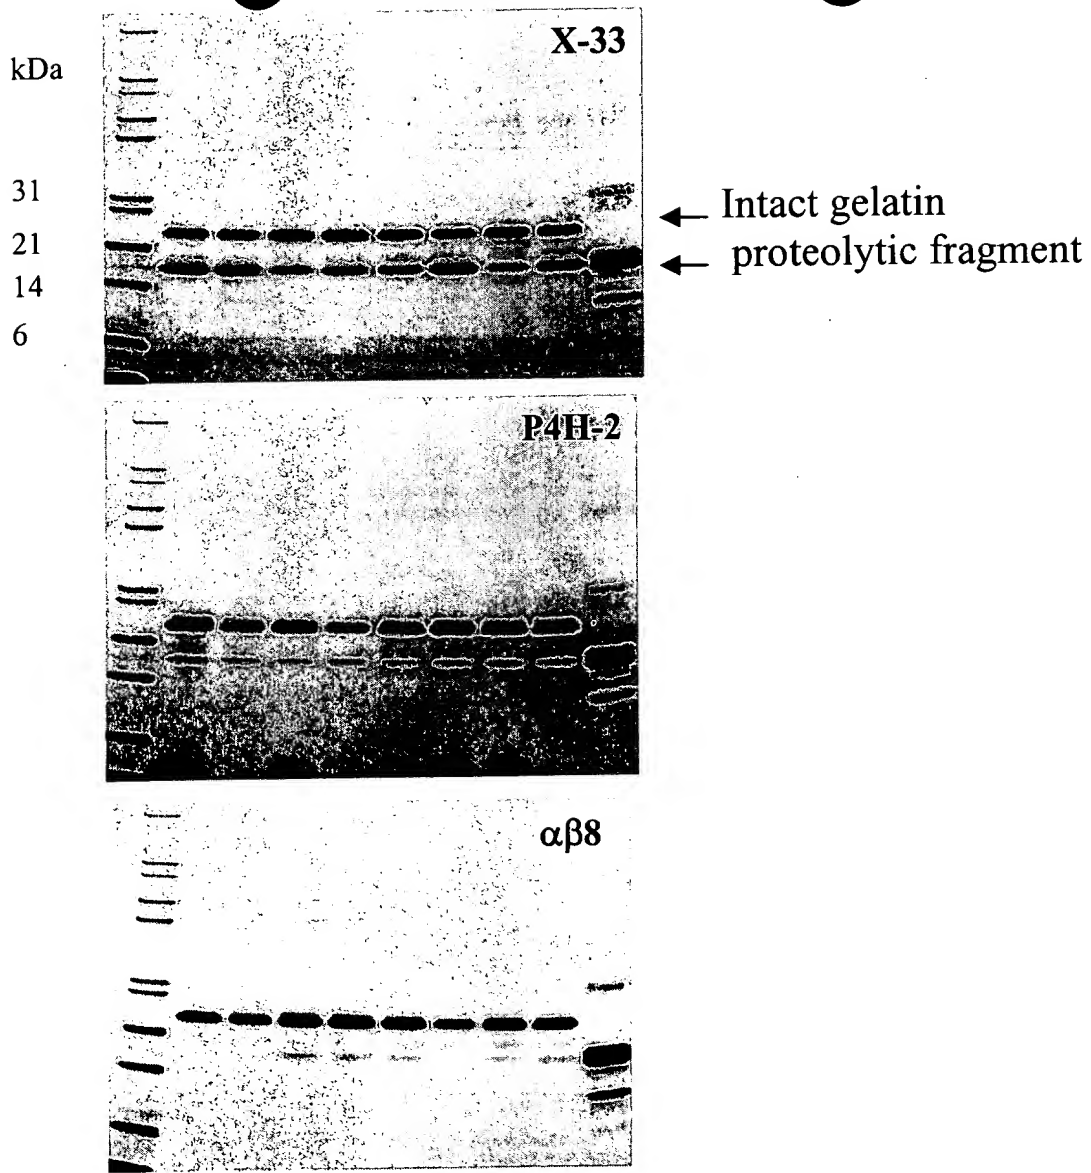 X-33
kDa
31
Intact gelatin
21
proteolytic fragment
14
6
P4H-2
αβ8